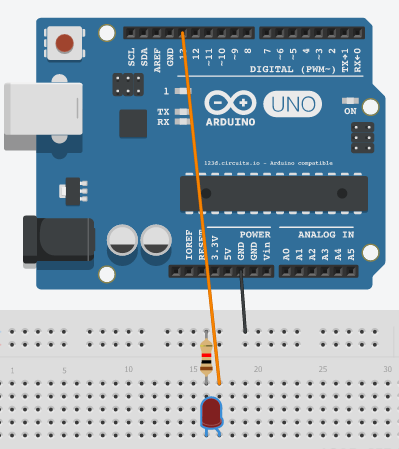 SCL
SDA
AREF
GND
12
~11
~10
~9
8
7
~6
~5
4
~3
2
TX→1
RX←0
DIGITAL (PWM~)
1
TX
RX
ARDUINO
UNO
ON
1236.circuits.io - Arduino compatible
IOREF
RESET
3.3V
5V
GND
GND
Vin
POWER
ANALOG IN
A0
A1
A2
A3
A4
A5
1
5
10
15
20
25
30